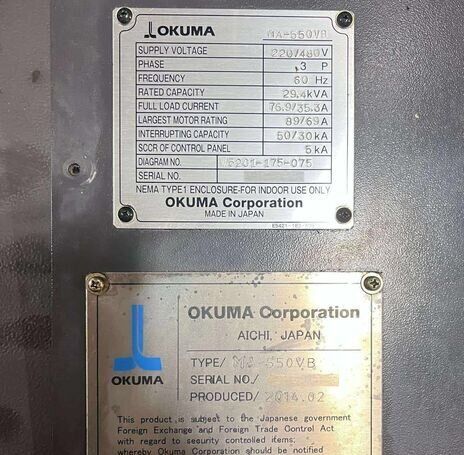 OKUMA MA-550VB
SUPPLY VOLTAGE 220/480V
PHASE 3 P
FREQUENCY 60 Hz
RATED CAPACITY 29.4kVA
FULL LOAD CURRENT 76.9/35.3A
LARGEST MOTOR RATING 89/69A
INTERRUPTING CAPACITY 50/30kA
SCCR OF CONTROL PANEL 5kA
DIAGRAM NO. 5201-175-075
SERIAL NO.
NEMA TYPE1 ENCLOSURE-FOR INDOOR USE ONLY
OKUMA Corporation
MADE IN JAPAN
OKUMA Corporation
AICHI, JAPAN
TYPE/ MA-550VB
OKUMA
SERIAL NO./
PRODUCED/ 2014.02
This product is subject to the Japanese government
Foreign Exchange and Foreign Trade Control Act
with regard to security controlled items;
whereby Okuma Corporation should be notified